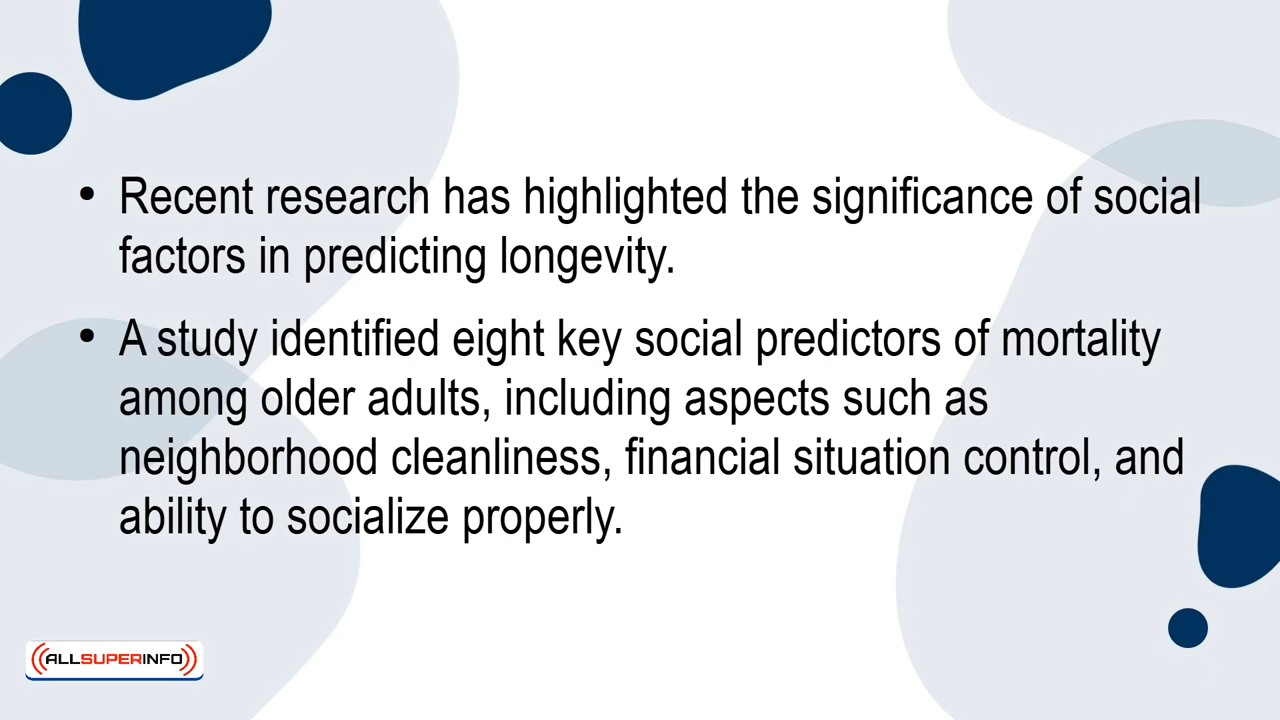 • Recent research has highlighted the significance of social
factors in predicting longevity.
• A study identified eight key social predictors of mortality
among older adults, including aspects such as
neighborhood cleanliness, financial situation control, and
ability to socialize properly.
ALLSUPERINFO